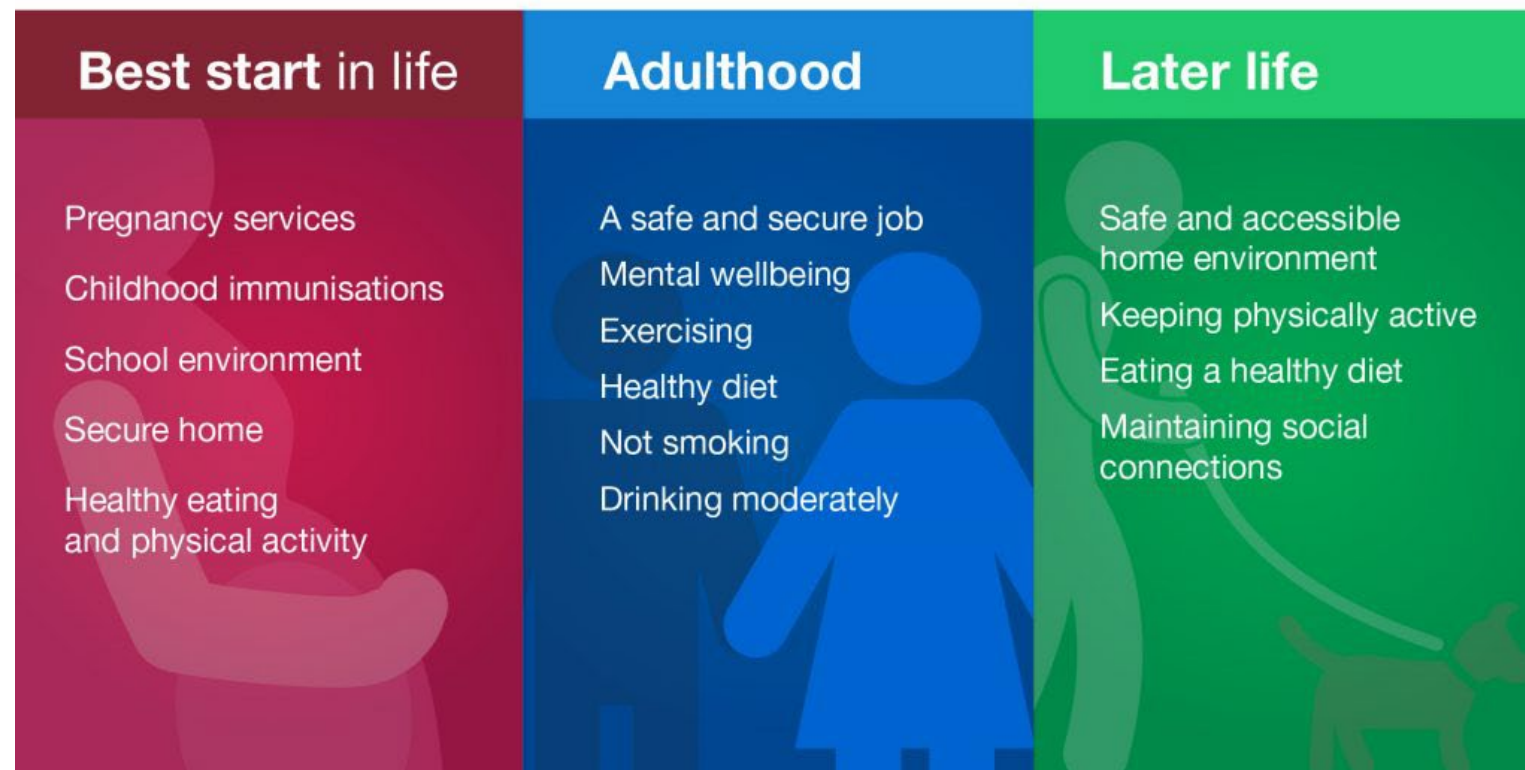 Best start in life
Pregnancy services
Childhood immunisations
School environment
Secure home
Healthy eating
and physical activity
Adulthood
A safe and secure job
Mental wellbeing
Exercising
Healthy diet
Not smoking
Drinking moderately
Later life
Safe and accessible
home environment
Keeping physically active
Eating a healthy diet
Maintaining social
connections